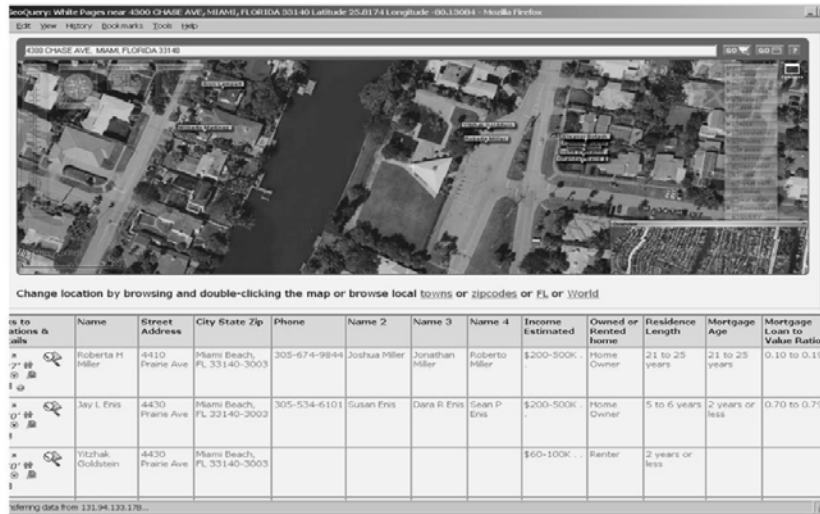 GeoQuery: White Pages near 4300 CHASE AVE, MIAMI, FLORIDA 33140 Latitude 25.8174 Longitude -80.13084 - Mozilla Firefox
Edit View History Bookmarks Tools Help
4300 CHASE AVE, MIAMI, FLORIDA 33140 GO GO ?
Change location by browsing and double-clicking the map or browse local towns or zipcodes or FL or World
Name Street Address City State Zip Phone Name 2 Name 3 Name 4 Income Estimated Owned or Rented home Residence Length Mortgage Age Mortgage Loan to Value Ratio
Roberta H Miller 4410 Prairie Ave Miami Beach, FL 33140-3003 305-674-9844 Joshua Miller Jonathan Miller Roberto Miller $200-500K . . Home Owner 21 to 25 years 21 to 25 years 0.10 to 0.19
Jay L Enis 4430 Prairie Ave Miami Beach, FL 33140-3003 305-534-6101 Susan Enis Dara R Enis Sean P Enis $200-500K . . Home Owner 5 to 6 years 2 years or less 0.70 to 0.79
Yitzhak Goldstein 4430 Prairie Ave Miami Beach, FL 33140-3003 $60-100K . . Renter 2 years or less
nsferring data from 131.94.133.178...